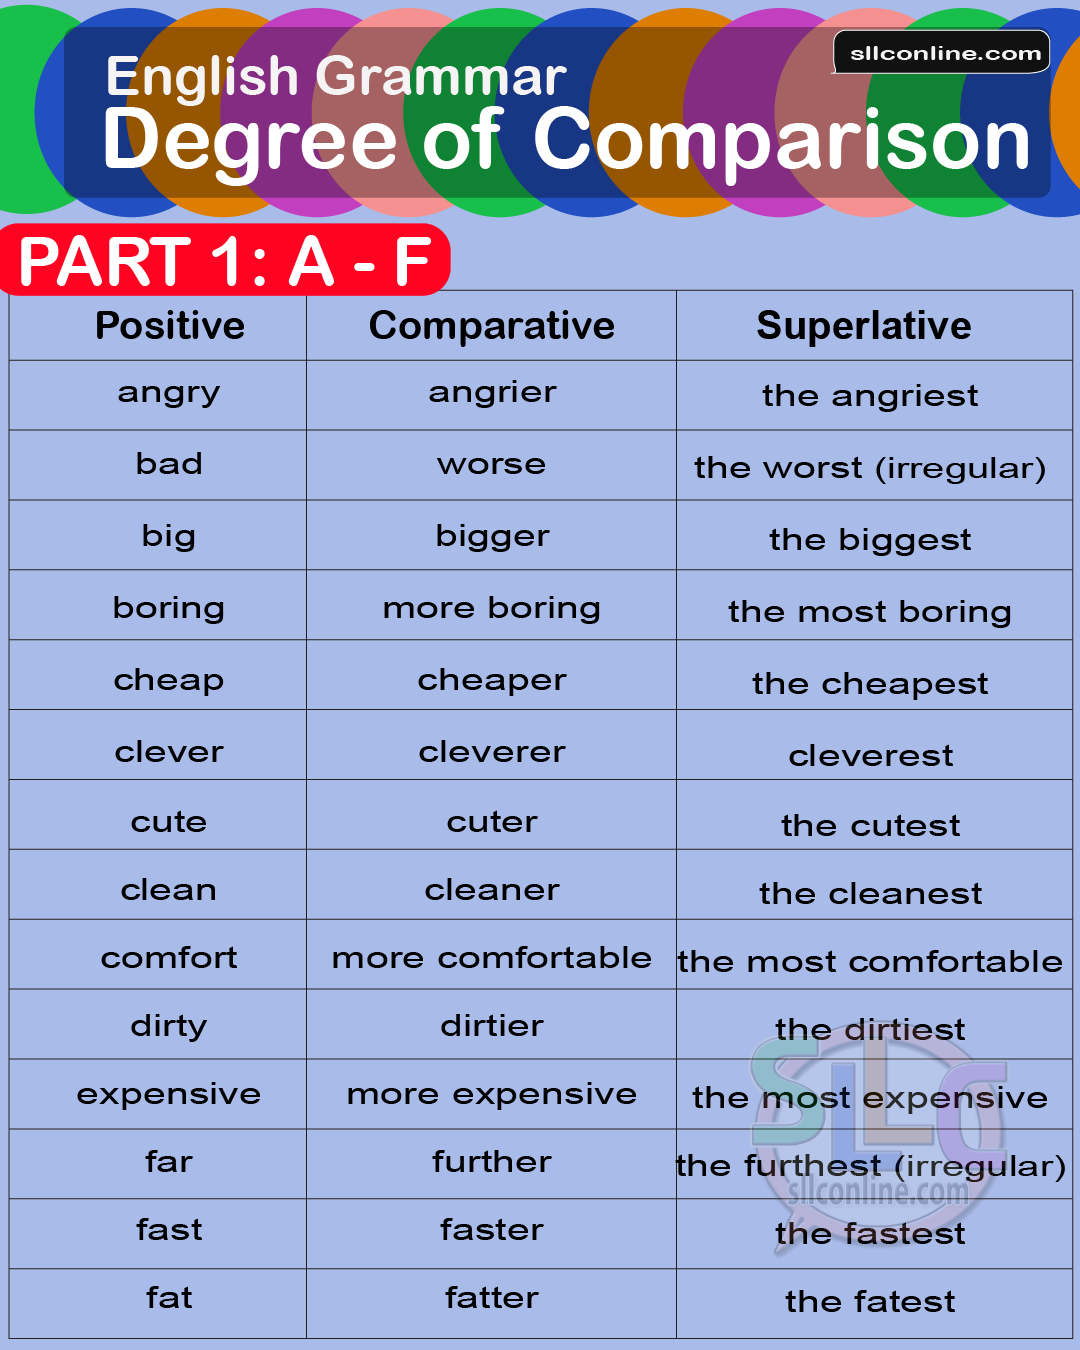 sllconline.com
English Grammar
Degree of Comparison
PART 1: A - F
Positive Comparative Superlative
angry angrier the angriest
bad worse the worst (irregular)
big bigger the biggest
boring more boring the most boring
cheap cheaper the cheapest
clever cleverer cleverest
cute cuter the cutest
clean cleaner the cleanest
comfort more comfortable the most comfortable
dirty dirtier the dirtiest
expensive more expensive the most expensive
far further the furthest (irregular)
fast faster the fastest
fat fatter the fatest
SLLC
sllconline.com